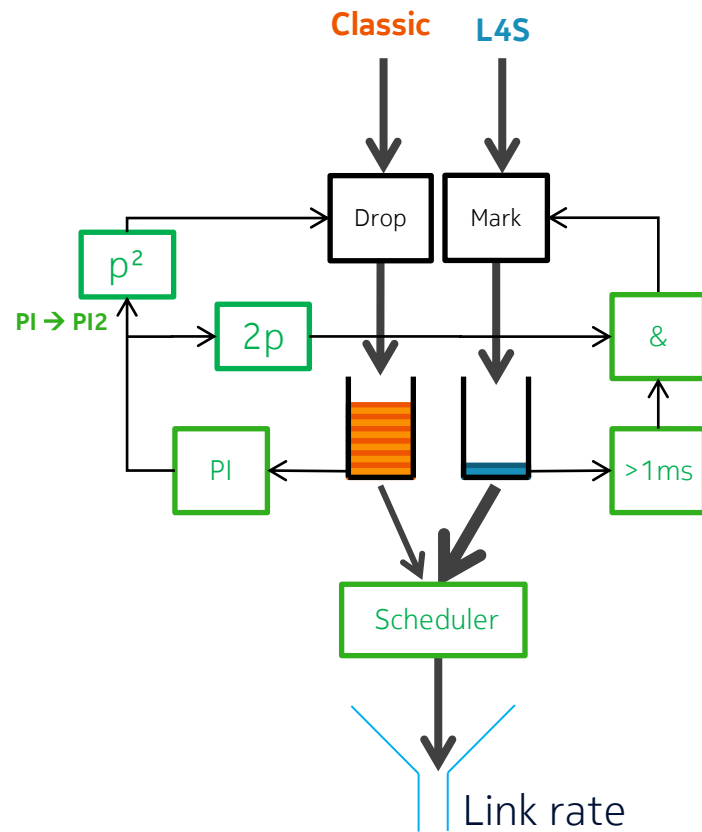 Classic
L4S
Drop
Mark
p²
PI → PI2
2p
&
PI
>1ms
Scheduler
Link rate